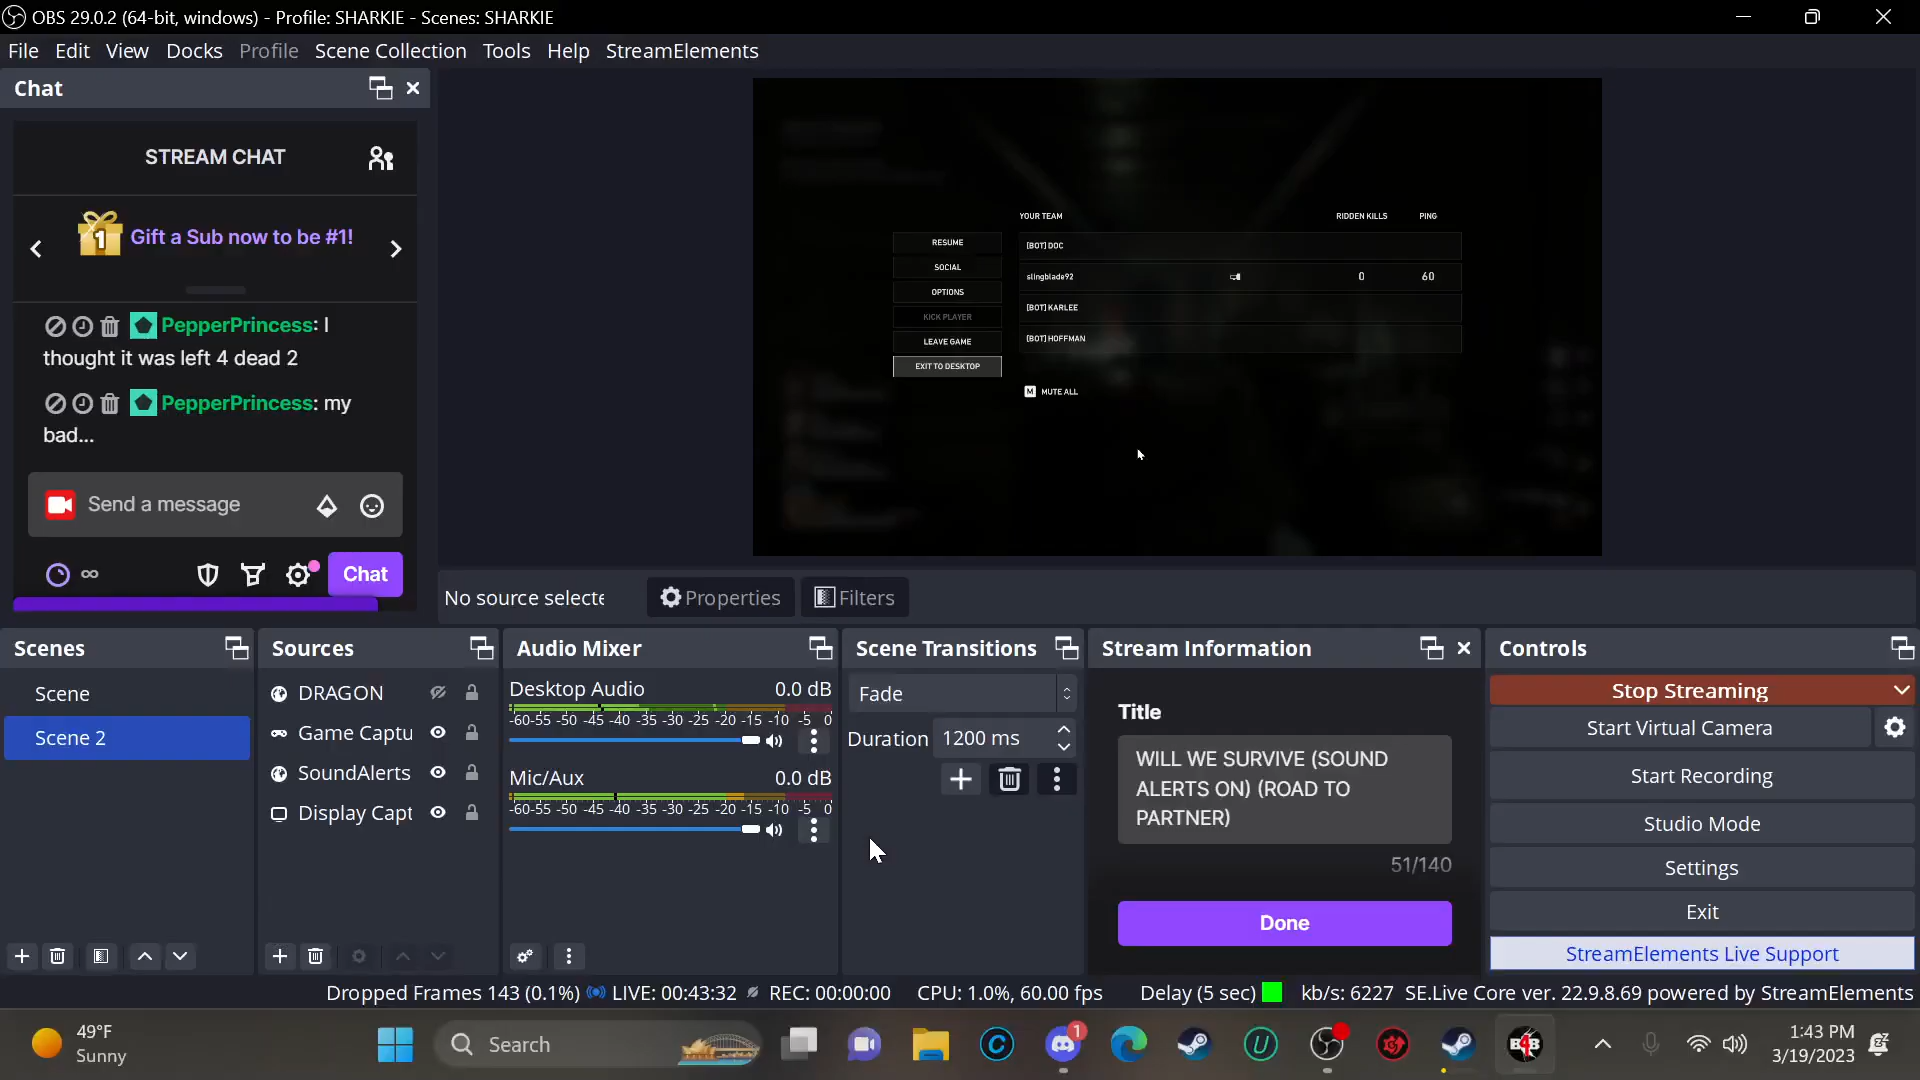 OBS 29.0.2 (64-bit, windows) - Profile: SHARKIE - Scenes: SHARKIE
File Edit View Docks Profile Scene Collection Tools Help StreamElements
Chat
STREAM CHAT
1 Gift a Sub now to be #1!
PepperPrincess: I
thought it was left 4 dead 2
PepperPrincess: my
bad...
Send a message
Chat
YOUR TEAM RIDDEN KILLS PING
RESUME
SOCIAL
OPTIONS
KICK PLAYER
LEAVE GAME
EXIT TO DESKTOP
[BOT] DOC
slingblade92 0 60
[BOT] KARLEE
[BOT] HOFFMAN
M MUTE ALL
No source selecte Properties Filters
Scenes
Scene
Scene 2
Sources
DRAGON
Game Captu
SoundAlerts
Display Capt
Audio Mixer
Desktop Audio 0.0 dB
-60 -55 -50 -45 -40 -35 -30 -25 -20 -15 -10 -5 0
Mic/Aux 0.0 dB
-60 -55 -50 -45 -40 -35 -30 -25 -20 -15 -10 -5 0
Scene Transitions
Fade
Duration 1200 ms
Stream Information
Title
WILL WE SURVIVE (SOUND
ALERTS ON) (ROAD TO
PARTNER)
51/140
Done
Controls
Stop Streaming
Start Virtual Camera
Start Recording
Studio Mode
Settings
Exit
StreamElements Live Support
Dropped Frames 143 (0.1%) LIVE: 00:43:32 REC: 00:00:00 CPU: 1.0%, 60.00 fps Delay (5 sec) kb/s: 6227 SE.Live Core ver. 22.9.8.69 powered by StreamElements
49°F
Sunny
Search
1
B4B
1:43 PM
3/19/2023